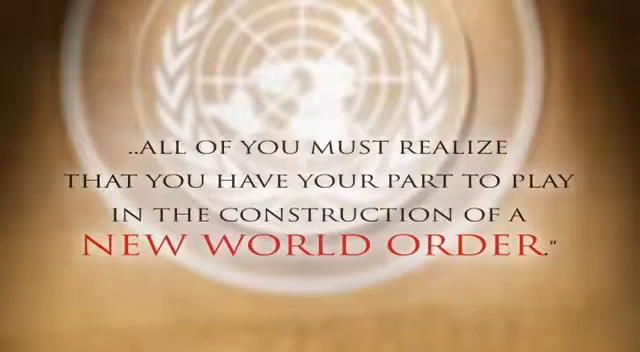 ..ALL OF YOU MUST REALIZE
THAT YOU HAVE YOUR PART TO PLAY
IN THE CONSTRUCTION OF A
NEW WORLD ORDER.”